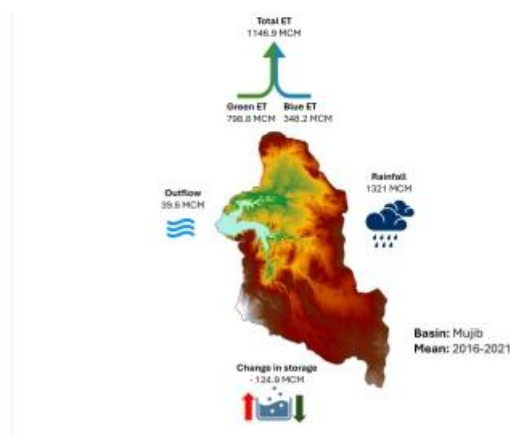 Total ET
1146.9 MCM
Green ET Blue ET
798.8 MCM 348.2 MCM
Outflow
39.6 MCM
Rainfall
1321 MCM
Basin: Mujib
Mean: 2016-2021
Change in storage
- 124.9 MCM